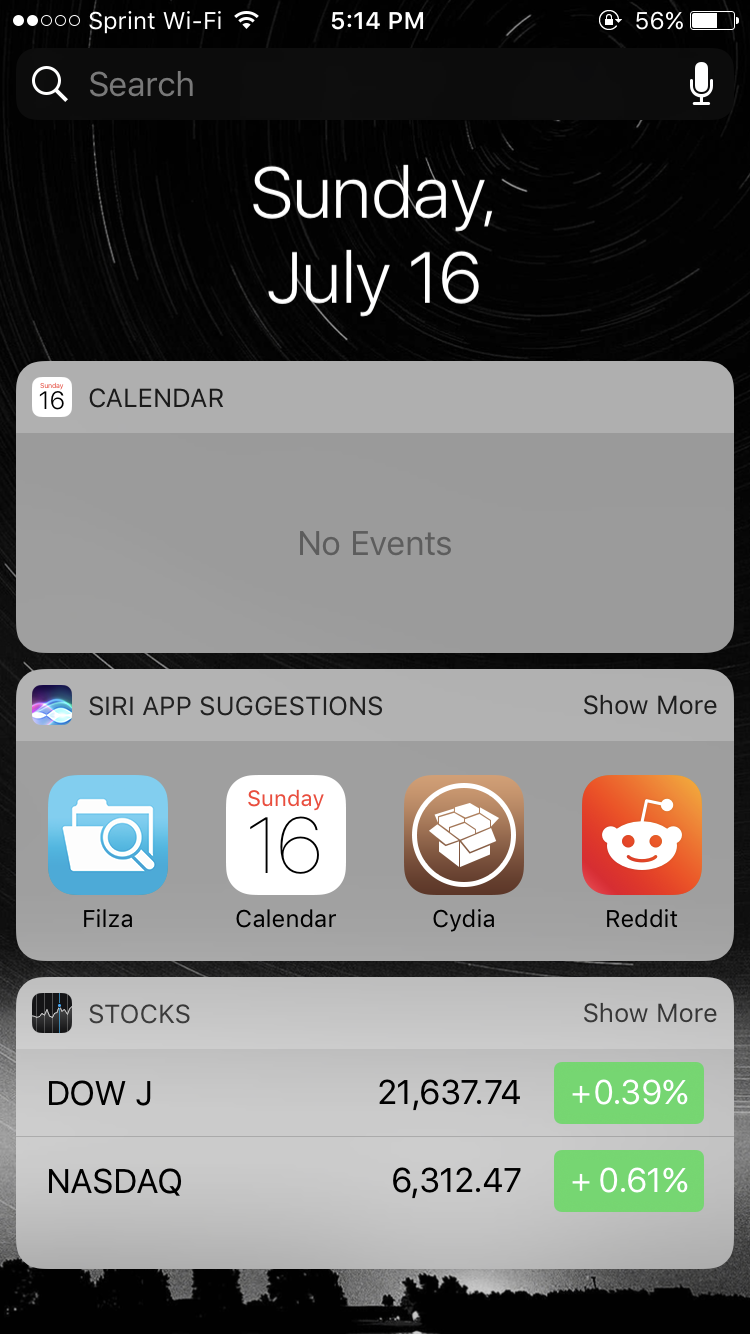 Sprint Wi-Fi 5:14 PM 56%
Search
Sunday,
July 16
Sunday
16
CALENDAR
No Events
SIRI APP SUGGESTIONS Show More
Sunday
16
Filza Calendar Cydia Reddit
STOCKS Show More
DOW J 21,637.74 +0.39%
NASDAQ 6,312.47 + 0.61%